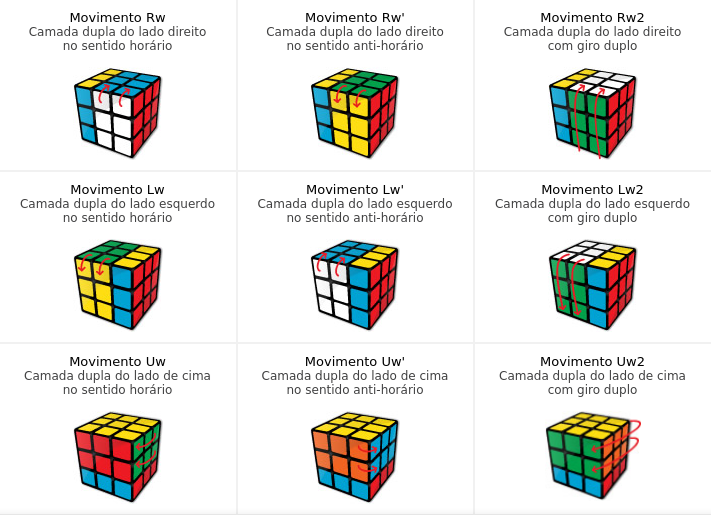 Movimento Rw
Camada dupla do lado direito
no sentido horário
Movimento Rw'
Camada dupla do lado direito
no sentido anti-horário
Movimento Rw2
Camada dupla do lado direito
com giro duplo
Movimento Lw
Camada dupla do lado esquerdo
no sentido horário
Movimento Lw'
Camada dupla do lado esquerdo
no sentido anti-horário
Movimento Lw2
Camada dupla do lado esquerdo
com giro duplo
Movimento Uw
Camada dupla do lado de cima
no sentido horário
Movimento Uw'
Camada dupla do lado de cima
no sentido anti-horário
Movimento Uw2
Camada dupla do lado de cima
com giro duplo